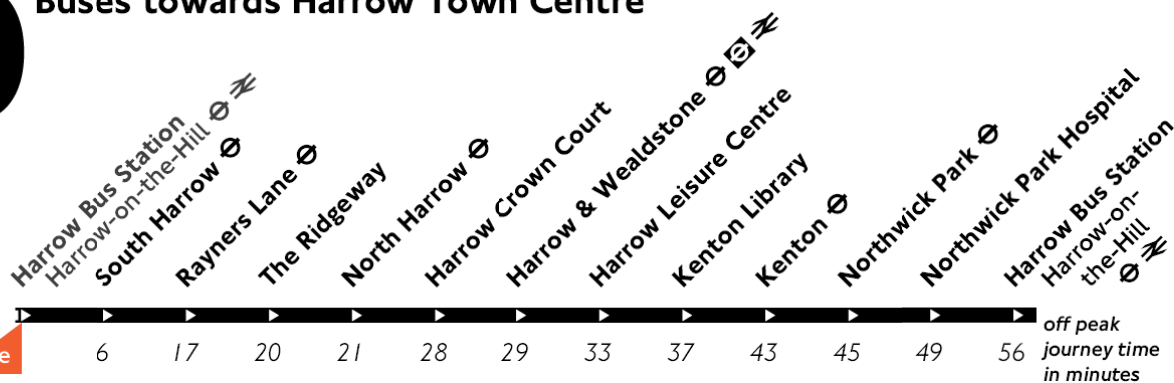 Buses towards Harrow Town Centre
Harrow Bus Station
Harrow-on-the-Hill
South Harrow
Rayners Lane
The Ridgeway
North Harrow
Harrow Crown Court
Harrow & Wealdstone
Harrow Leisure Centre
Kenton Library
Kenton
Northwick Park
Northwick Park Hospital
Harrow Bus Station
Harrow-on-
the-Hill
6 17 20 21 28 29 33 37 43 45 49 56
off peak
journey time
in minutes